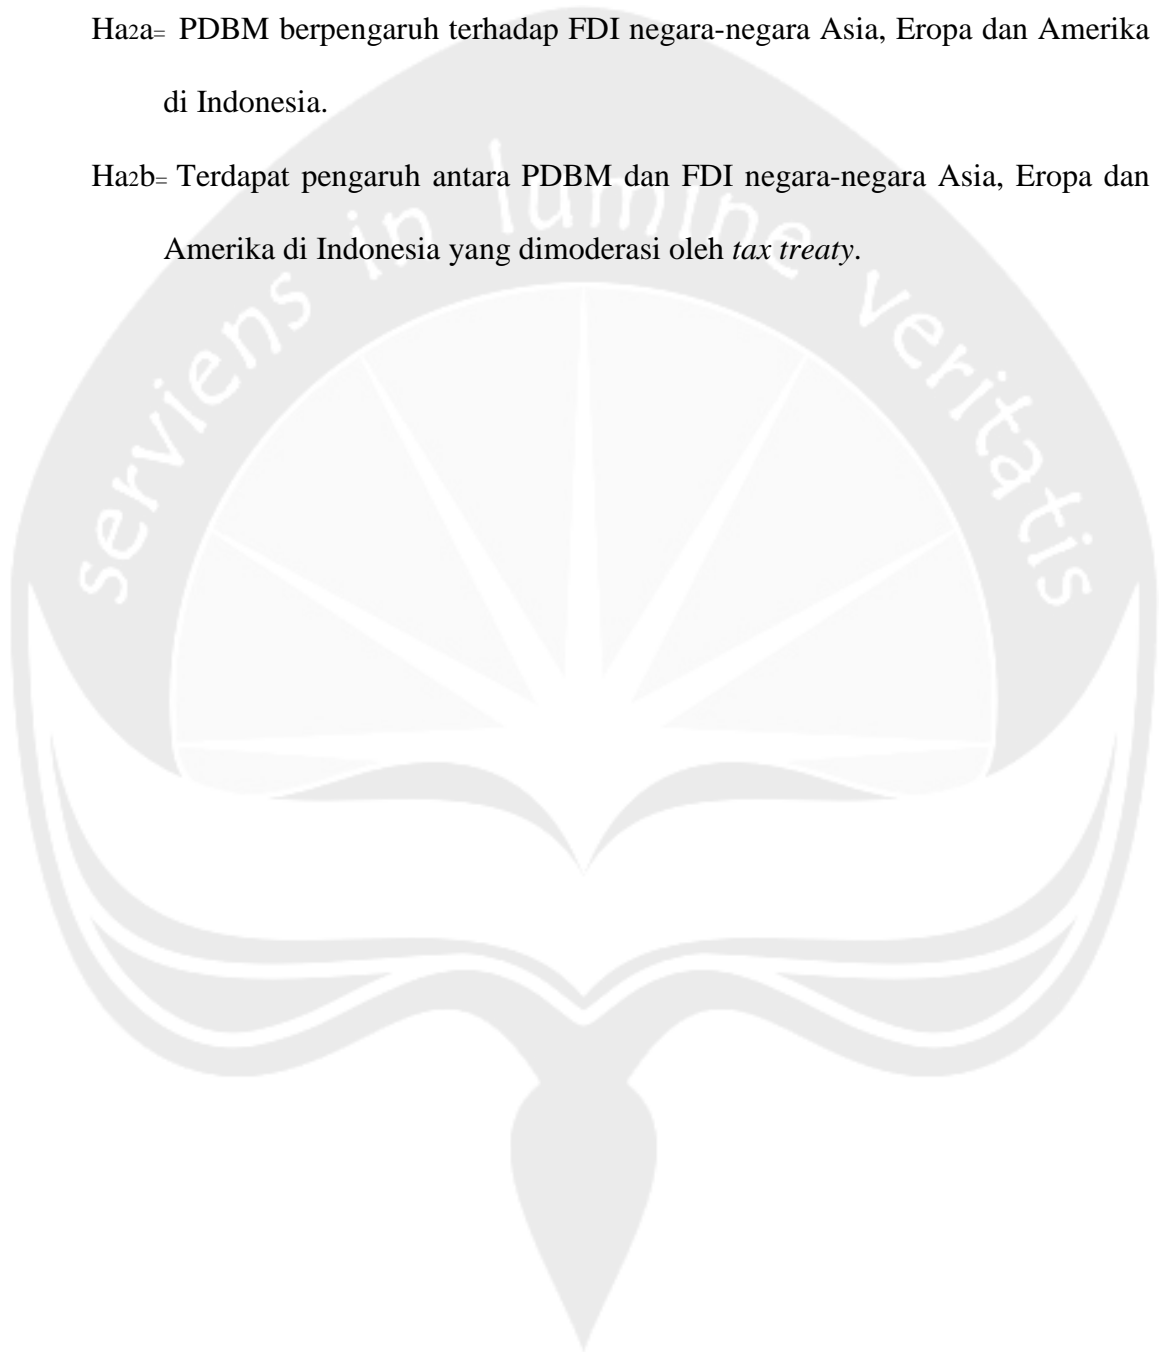 Ha2a= PDBM berpengaruh terhadap FDI negara-negara Asia, Eropa dan Amerika
di Indonesia.
Ha2b= Terdapat pengaruh antara PDBM dan FDI negara-negara Asia, Eropa dan
Amerika di Indonesia yang dimoderasi oleh tax treaty.
serviens in lumine veritatis